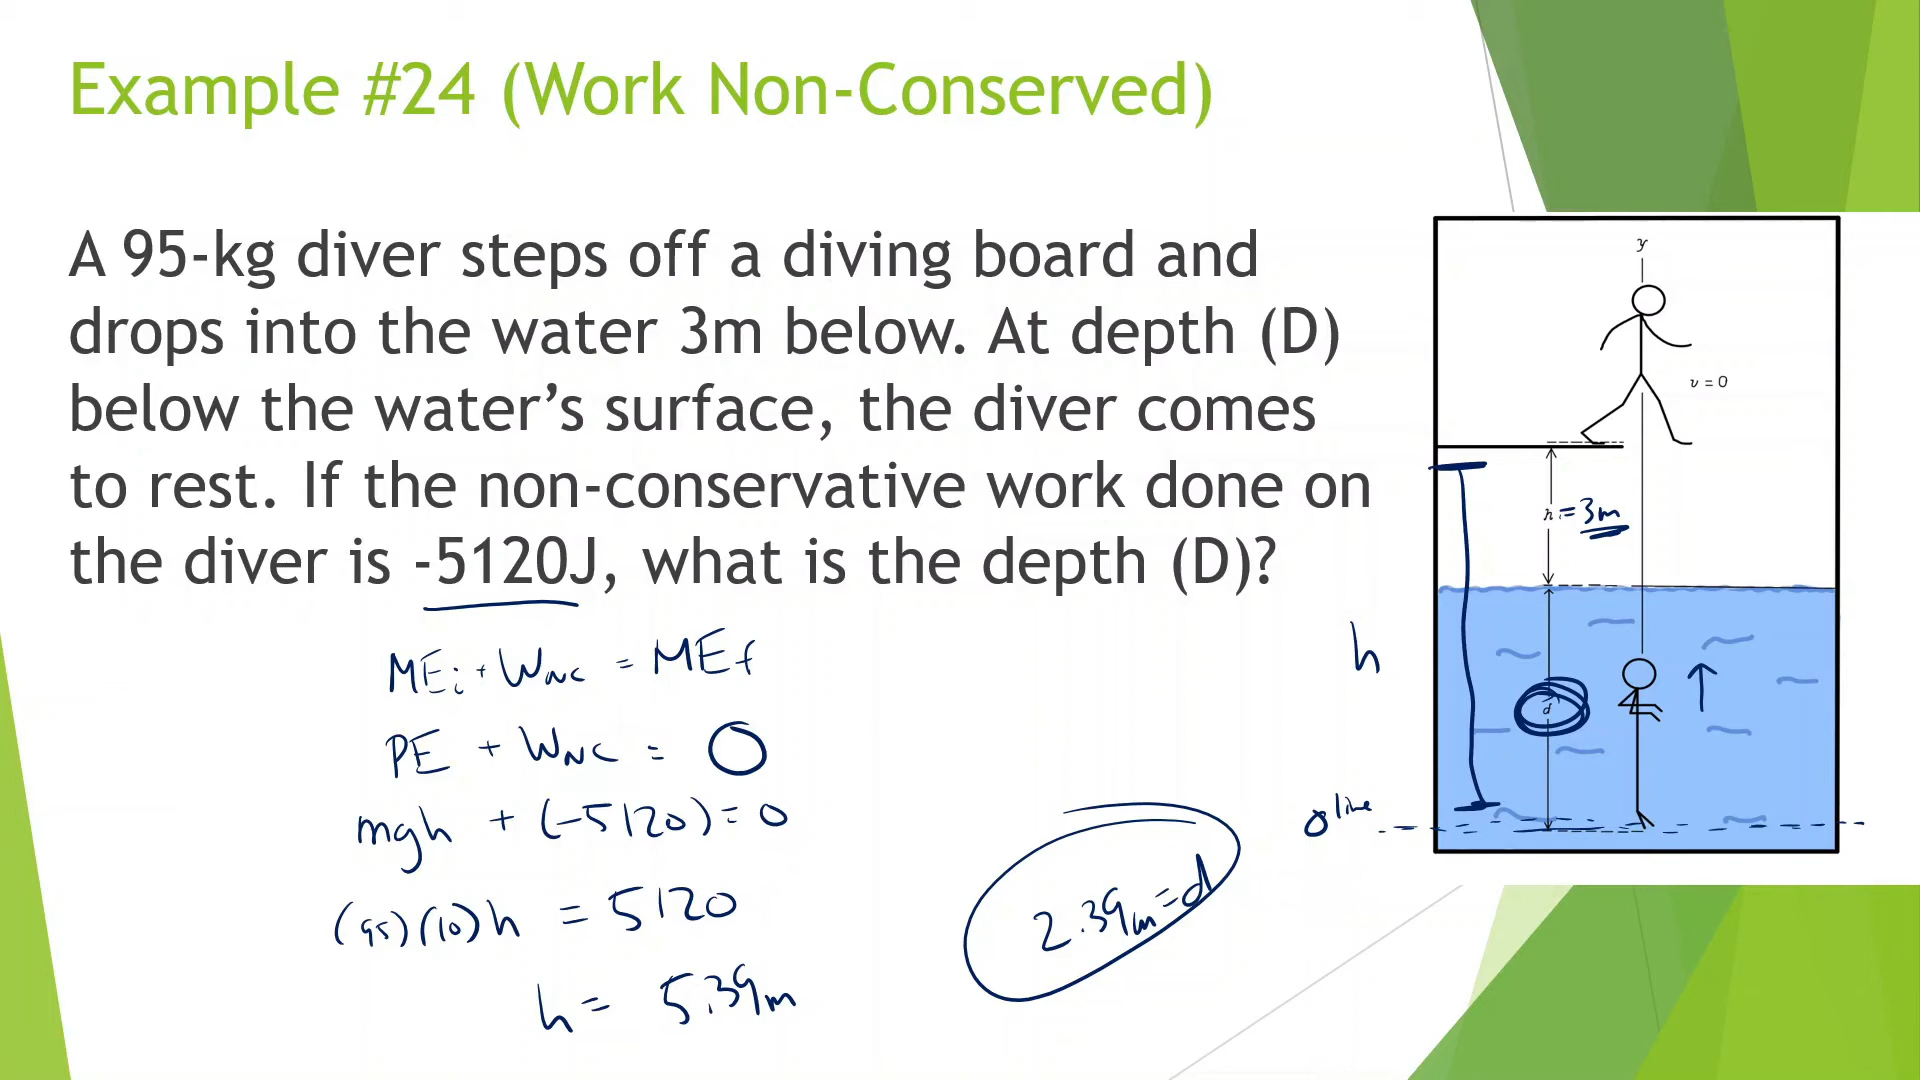 Example #24 (Work Non-Conserved)
A 95-kg diver steps off a diving board and
drops into the water 3m below. At depth (D)
below the water's surface, the diver comes
to rest. If the non-conservative work done on
the diver is -5120J, what is the depth (D)?
MEi + WNC = MEf
PE + WNC = 0
mgh + (-5120) = 0
(95)(10)h = 5120
h = 5.39m
2.39m = d
y
v = 0
h = 3m
h
d
0 line